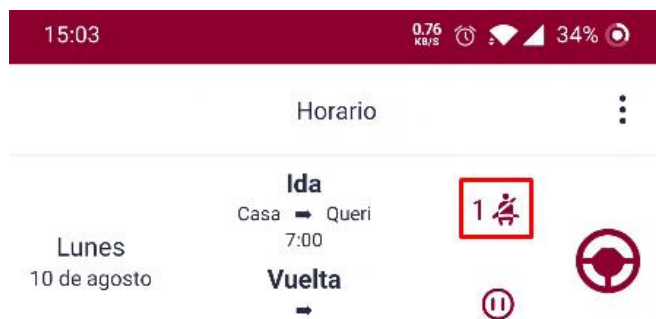 15:03 0.76 KB/S 34%
Horario
Ida
Casa ➡ Queri 1
7:00
Lunes
10 de agosto Vuelta
➡